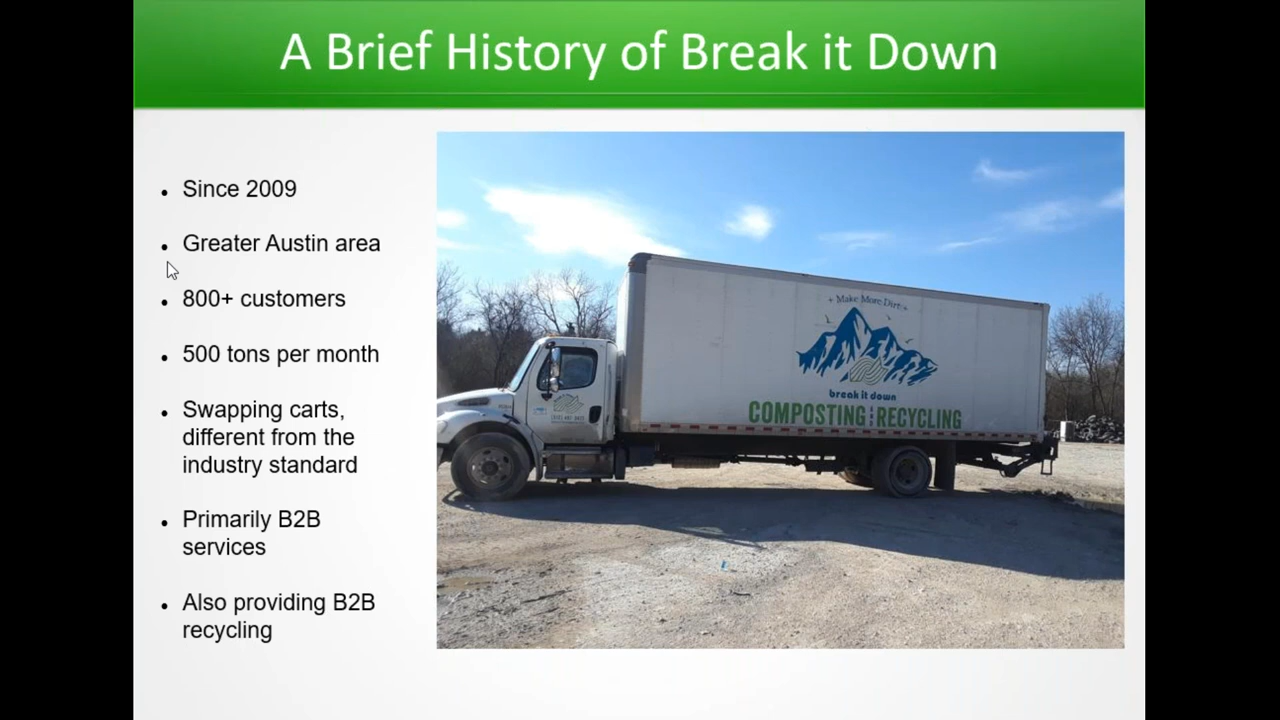 A Brief History of Break it Down
Since 2009
Greater Austin area
800+ customers
500 tons per month
Swapping carts,
different from the
industry standard
Primarily B2B
services
Also providing B2B
recycling
Make More Dirt
break it down
COMPOSTING AND RECYCLING